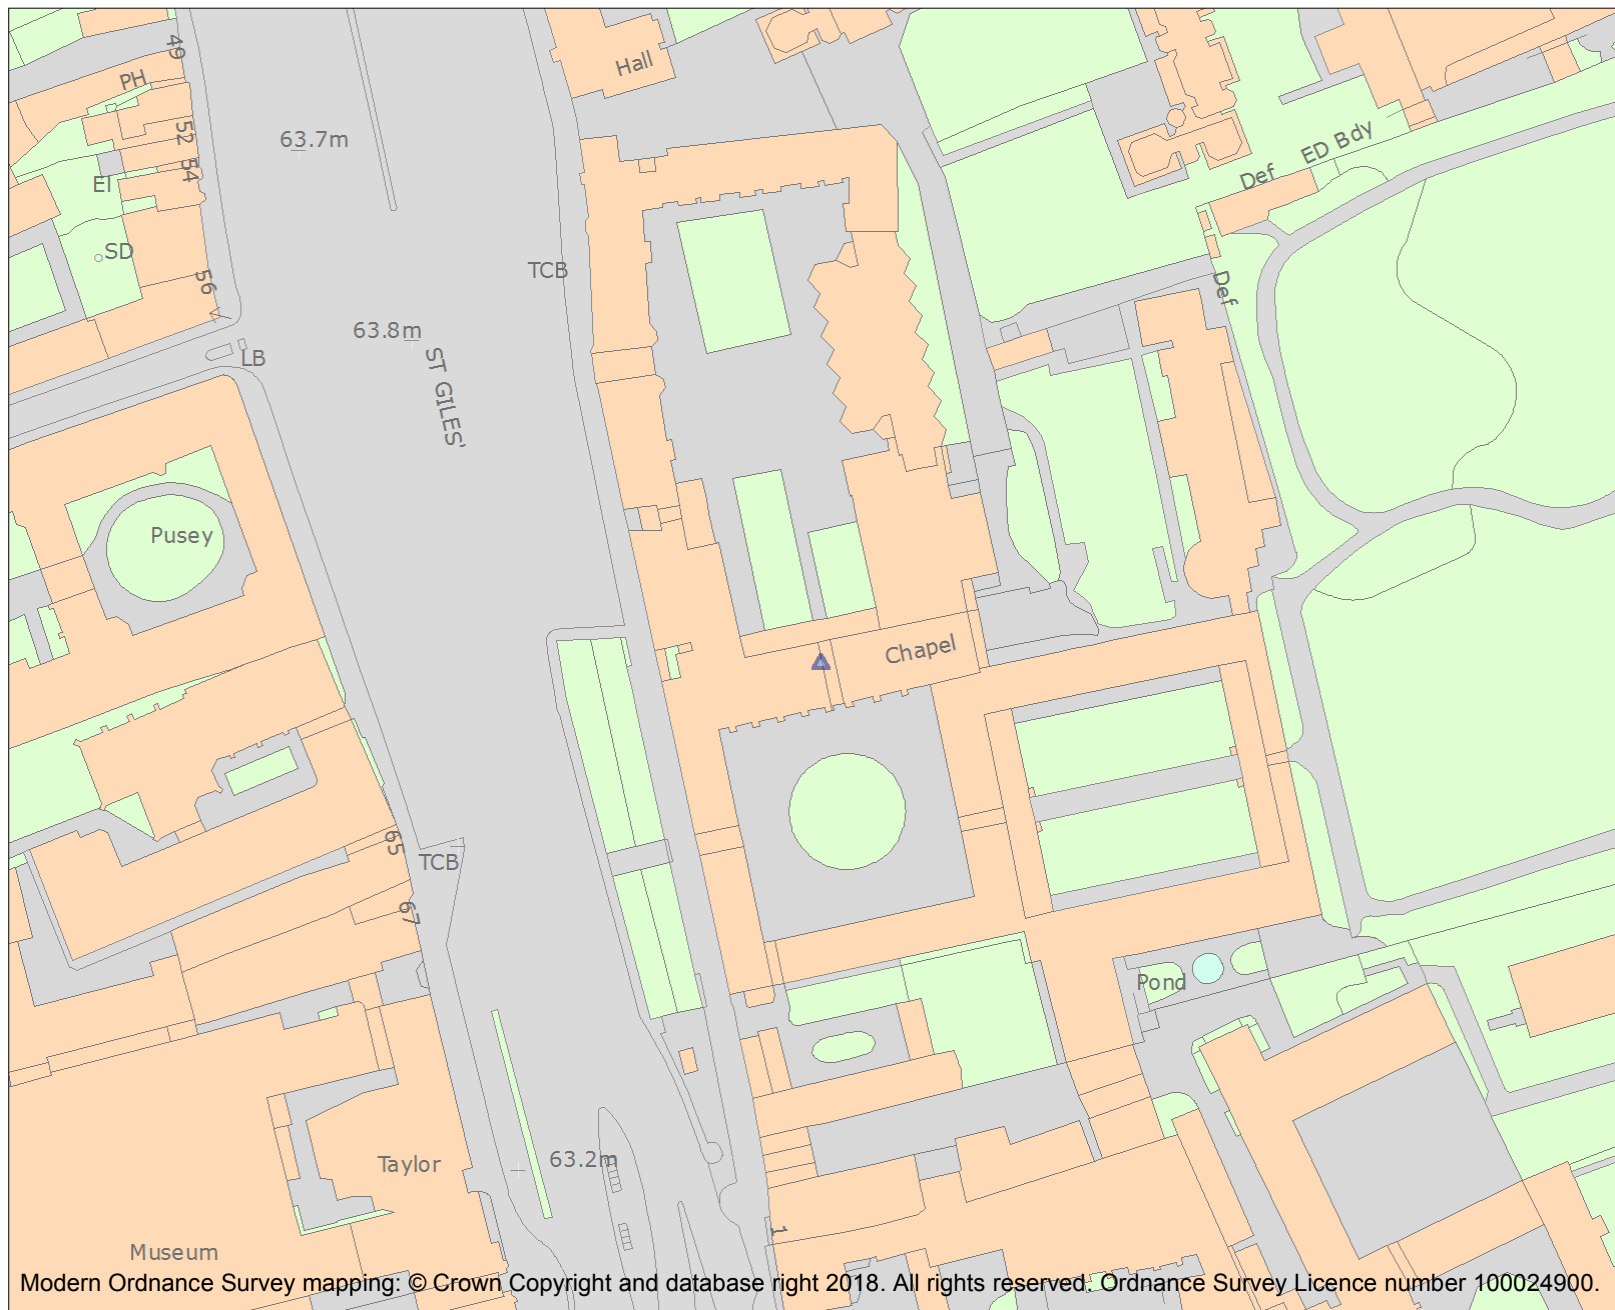 49
PH
Hall
52
54
63.7m
EI
ED Bdy
Def
SD
TCB
56
Def
63.8m
LB
ST GILES'
Pusey
Chapel
65
TCB
67
Pond
Taylor
63.2m
1
Museum
Modern Ordnance Survey mapping: © Crown Copyright and database right 2018. All rights reserved. Ordnance Survey Licence number 100024900.